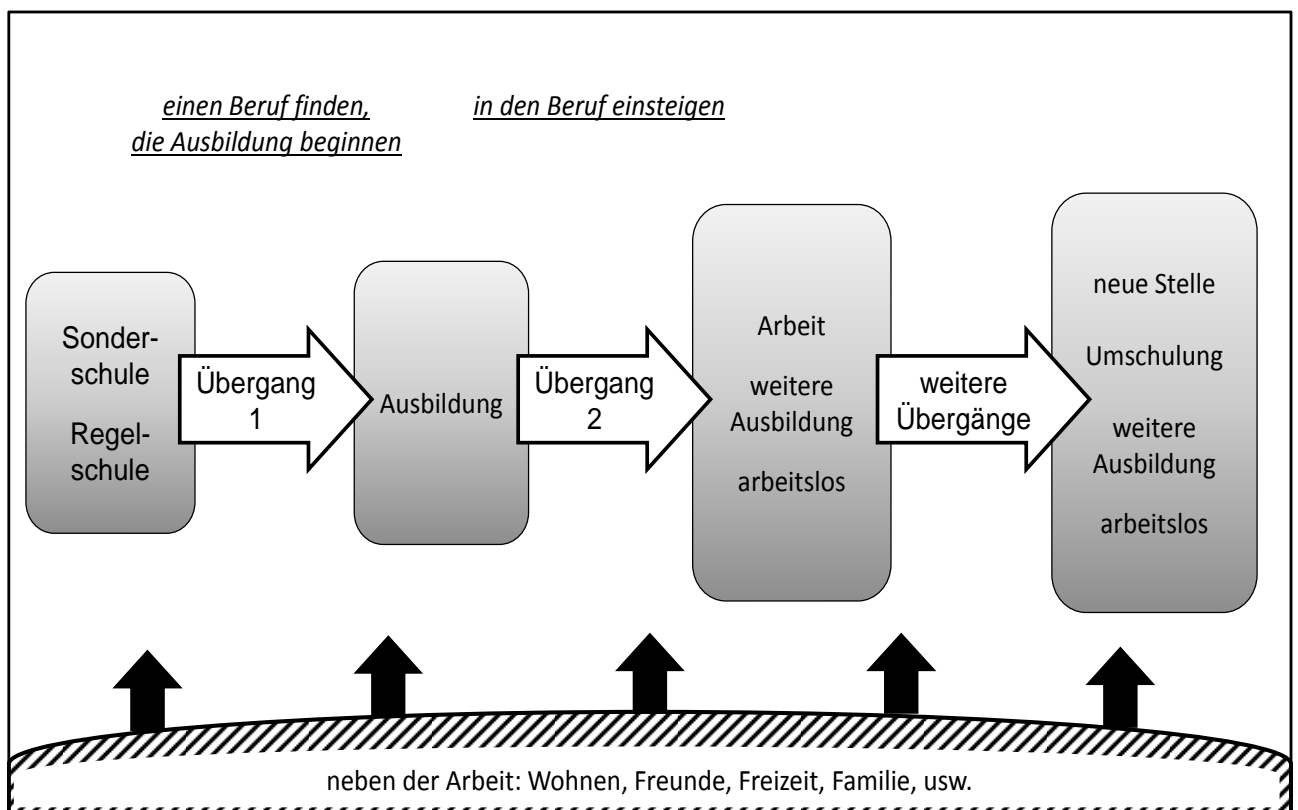 einen Beruf finden,
die Ausbildung beginnen
in den Beruf einsteigen
Sonder-
schule
Regel-
schule
Übergang
1
Ausbildung
Übergang
2
Arbeit
weitere
Ausbildung
arbeitslos
weitere
Übergänge
neue Stelle
Umschulung
weitere
Ausbildung
arbeitslos
neben der Arbeit: Wohnen, Freunde, Freizeit, Familie, usw.